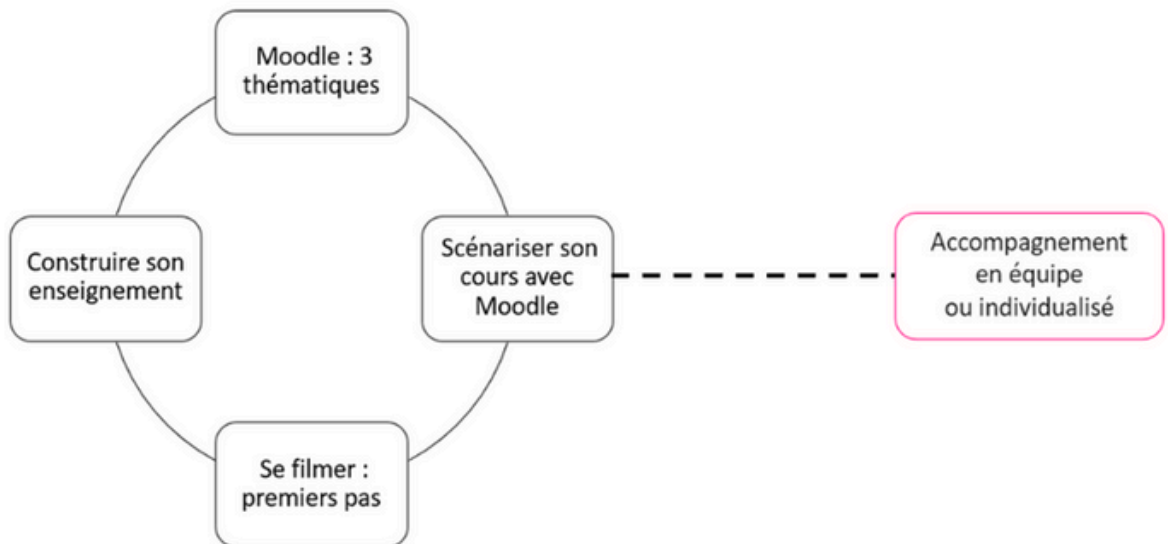 Moodle : 3
thématiques
Construire son
enseignement
Scénariser son
cours avec
Moodle
Accompagnement
en équipe
ou individualisé
Se filmer :
premiers pas